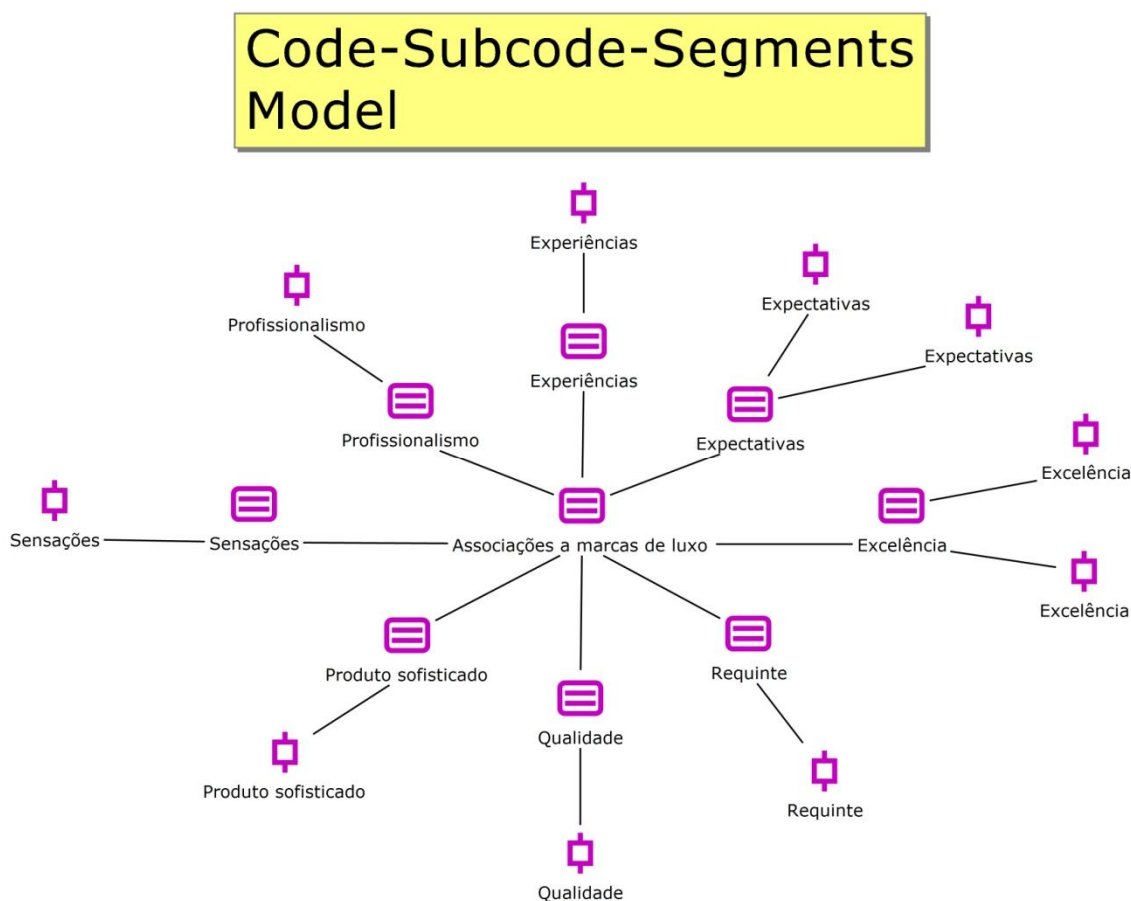 Code-Subcode-Segments
Model
Experiências
Expectativas
Profissionalismo
Expectativas
Experiências
Profissionalismo
Expectativas
Excelência
Sensações
Sensações
Associações a marcas de luxo
Excelência
Excelência
Produto sofisticado
Requinte
Qualidade
Produto sofisticado
Requinte
Qualidade